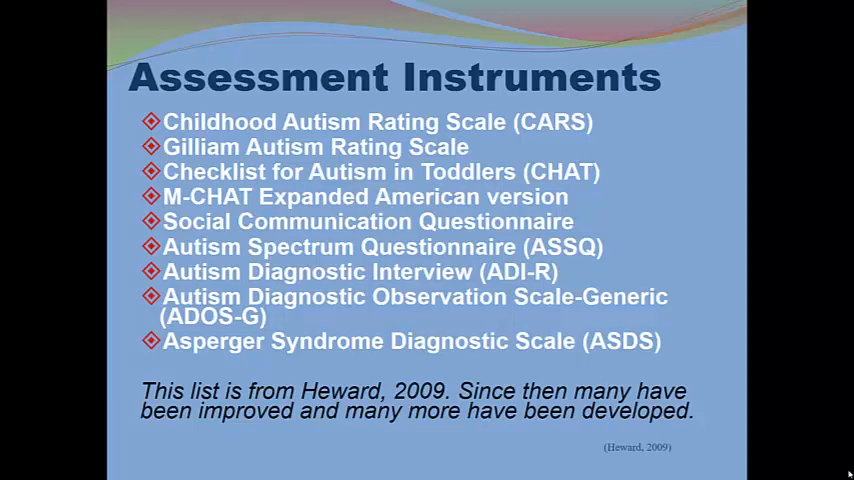 Assessment Instruments
Childhood Autism Rating Scale (CARS)
Gilliam Autism Rating Scale
Checklist for Autism in Toddlers (CHAT)
M-CHAT Expanded American version
Social Communication Questionnaire
Autism Spectrum Questionnaire (ASSQ)
Autism Diagnostic Interview (ADI-R)
Autism Diagnostic Observation Scale-Generic
(ADOS-G)
Asperger Syndrome Diagnostic Scale (ASDS)
This list is from Heward, 2009. Since then many have
been improved and many more have been developed.
(Heward, 2009)